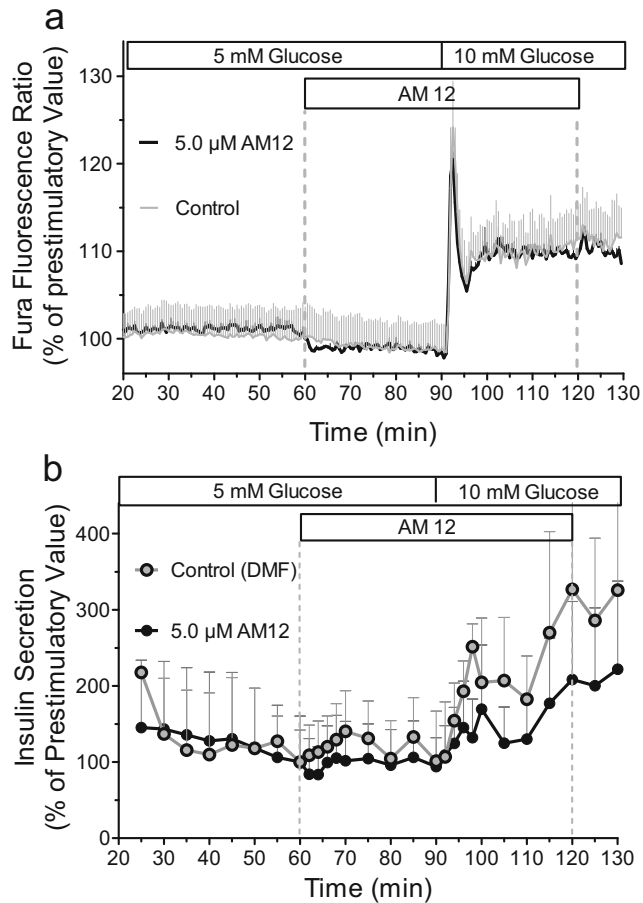 a
5 mM Glucose
10 mM Glucose
AM 12
5.0 µM AM12
Control
Fura Fluorescence Ratio
(% of prestimulatory Value)
130
120
110
100
20 30 40 50 60 70 80 90 100 110 120 130
Time (min)
b
5 mM Glucose
10 mM Glucose
AM 12
Control (DMF)
5.0 µM AM12
Insulin Secretion
(% of Prestimulatory Value)
400
300
200
100
0
20 30 40 50 60 70 80 90 100 110 120 130
Time (min)